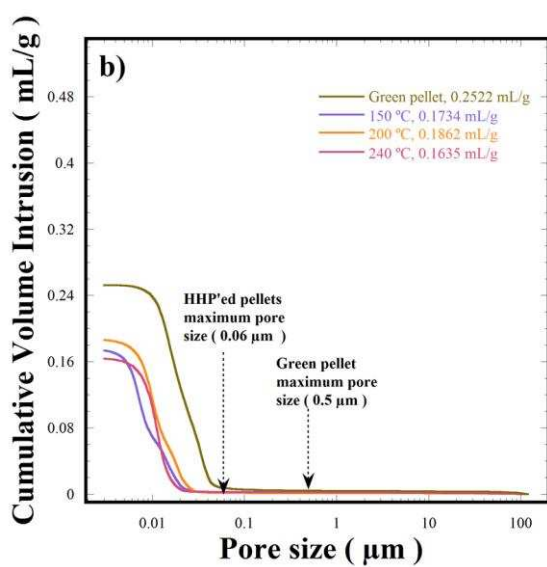 b)
Green pellet, 0.2522 mL/g
150 ºC, 0.1734 mL/g
200 ºC, 0.1862 mL/g
240 ºC, 0.1635 mL/g
Cumulative Volume Intrusion ( mL/g )
0.48
0.4
0.32
0.24
0.16
0.08
0
HHP'ed pellets
maximum pore
size ( 0.06 µm )
Green pellet
maximum pore
size ( 0.5 µm )
0.01
0.1
1
10
100
Pore size ( µm )